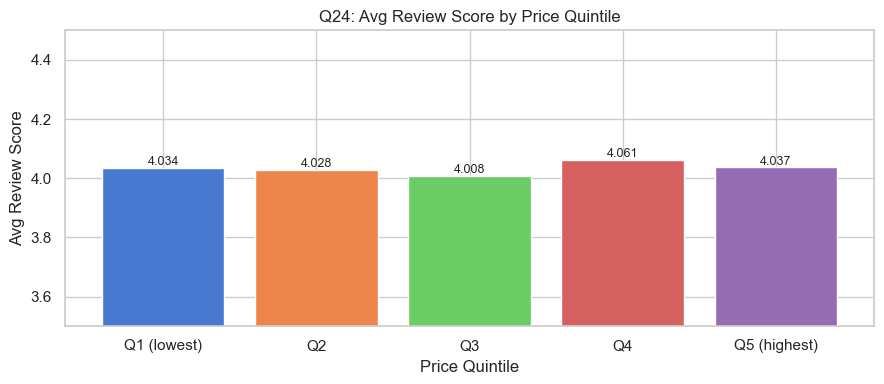 Q24: Avg Review Score by Price Quintile
Avg Review Score
4.4
4.2
4.0
3.8
3.6
4.034
4.028
4.008
4.061
4.037
Q1 (lowest)
Q2
Q3
Q4
Q5 (highest)
Price Quintile